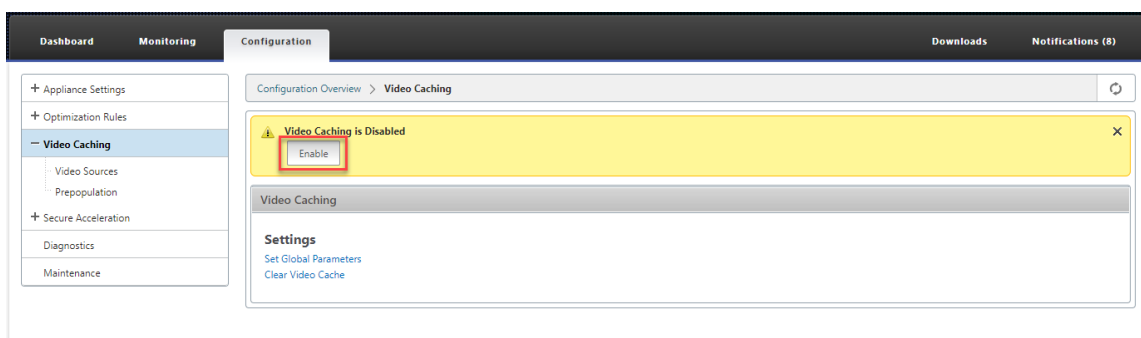 Dashboard Monitoring Configuration Downloads Notifications (8)
+ Appliance Settings
+ Optimization Rules
− Video Caching
Video Sources
Prepopulation
+ Secure Acceleration
Diagnostics
Maintenance
Configuration Overview > Video Caching
Video Caching is Disabled
Enable
Video Caching
Settings
Set Global Parameters
Clear Video Cache